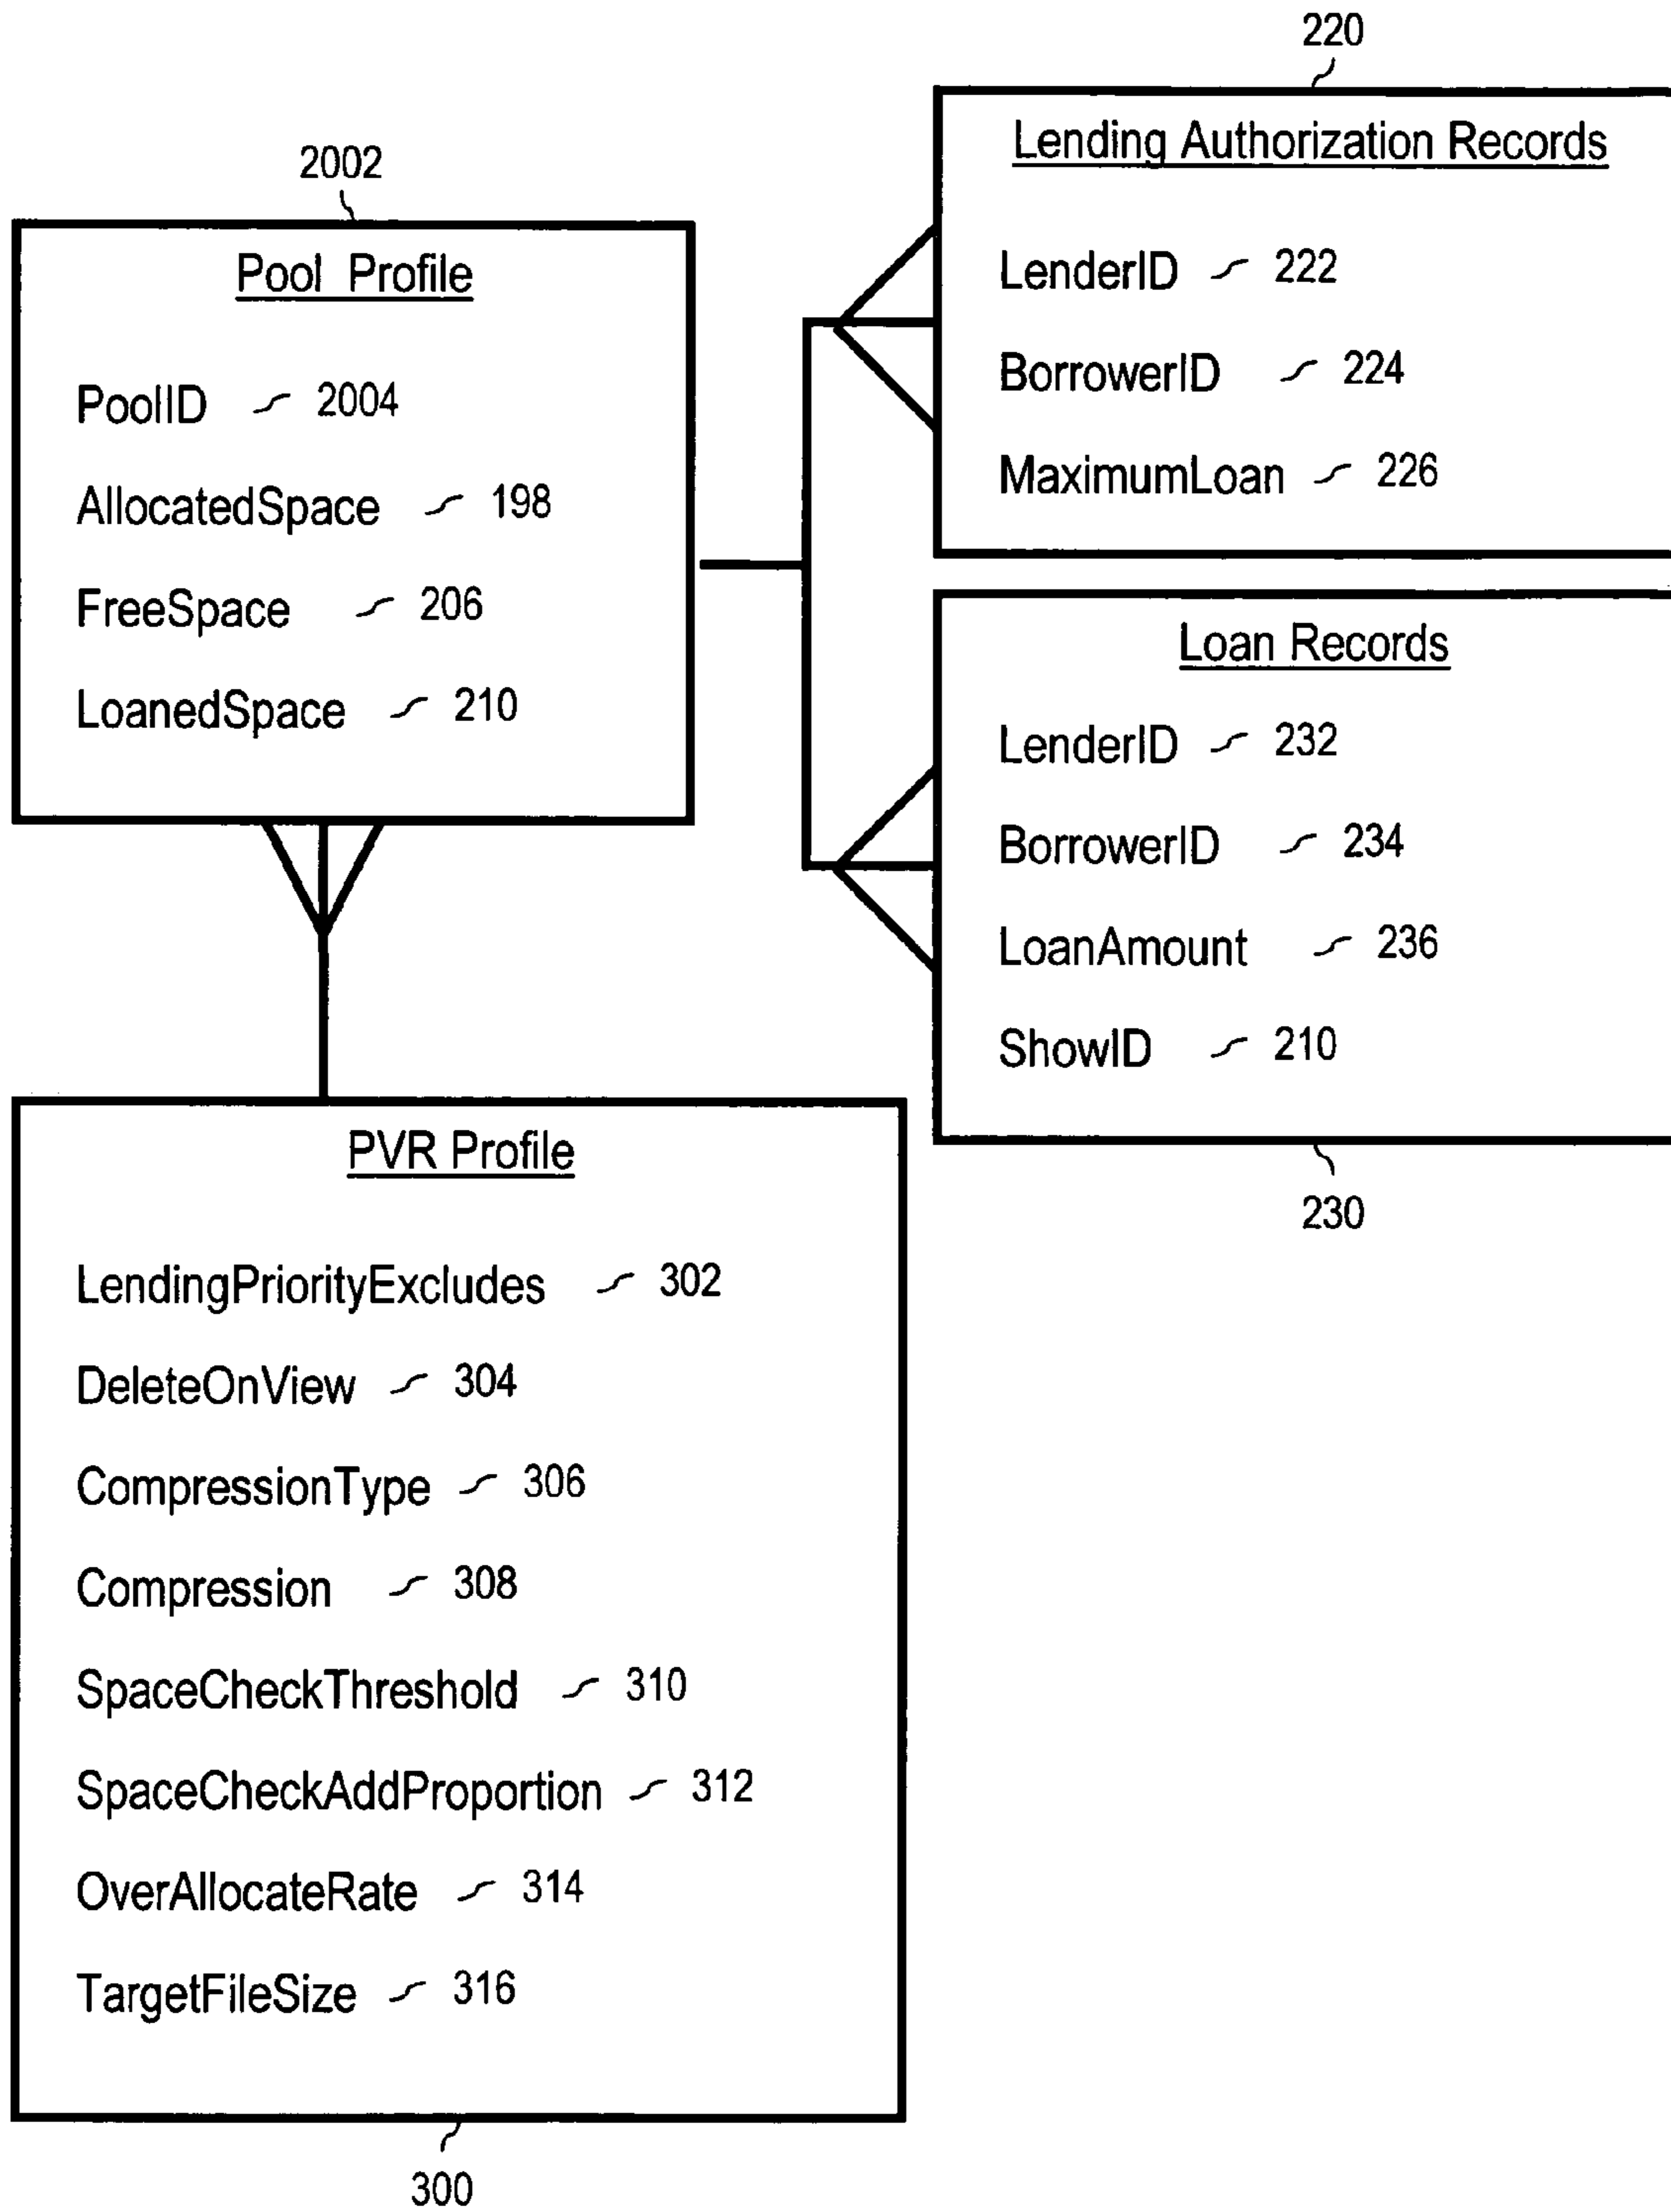 2002
Pool Profile
PoolID 2004
AllocatedSpace 198
FreeSpace 206
LoanedSpace 210
220
Lending Authorization Records
LenderID 222
BorrowerID 224
MaximumLoan 226
Loan Records
LenderID 232
BorrowerID 234
LoanAmount 236
ShowID 210
230
PVR Profile
LendingPriorityExcludes 302
DeleteOnView 304
CompressionType 306
Compression 308
SpaceCheckThreshold 310
SpaceCheckAddProportion 312
OverAllocateRate 314
TargetFileSize 316
300